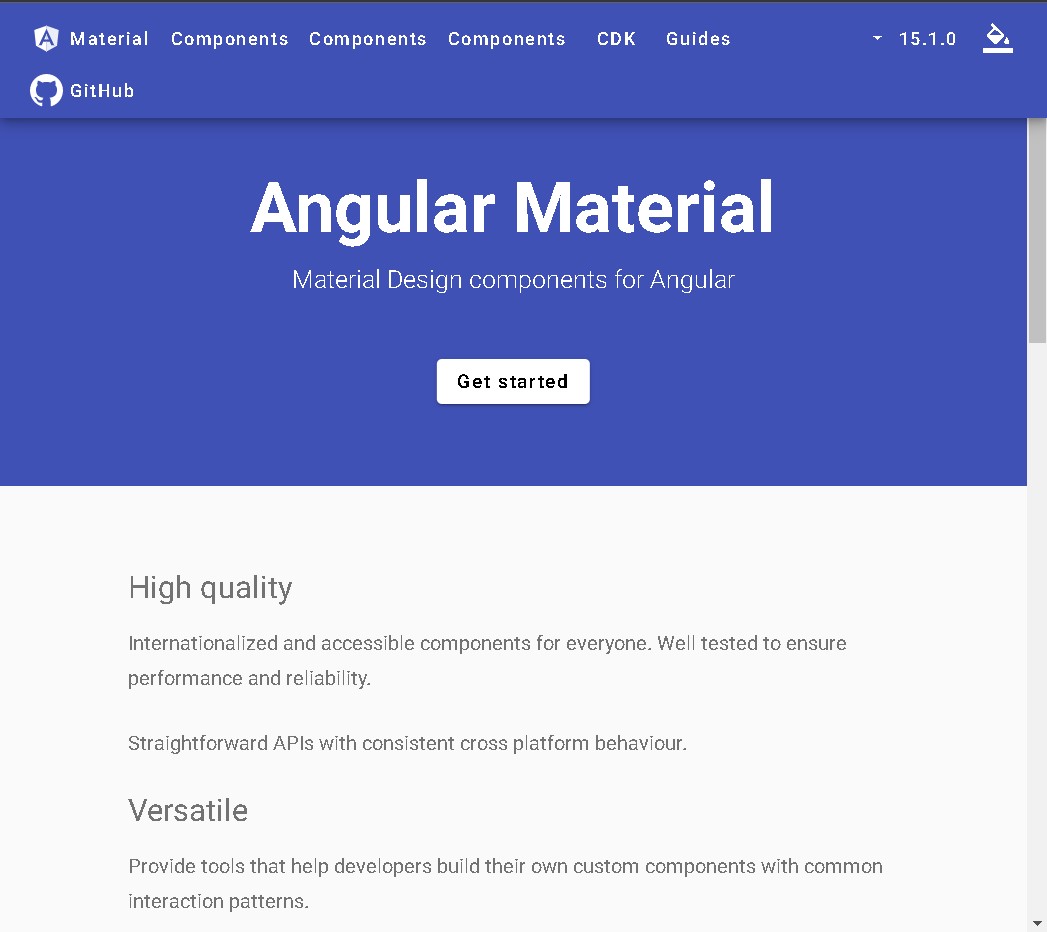 Material Components Components Components CDK Guides 15.1.0
GitHub
Angular Material
Material Design components for Angular
Get started
High quality
Internationalized and accessible components for everyone. Well tested to ensure
performance and reliability.
Straightforward APIs with consistent cross platform behaviour.
Versatile
Provide tools that help developers build their own custom components with common
interaction patterns.